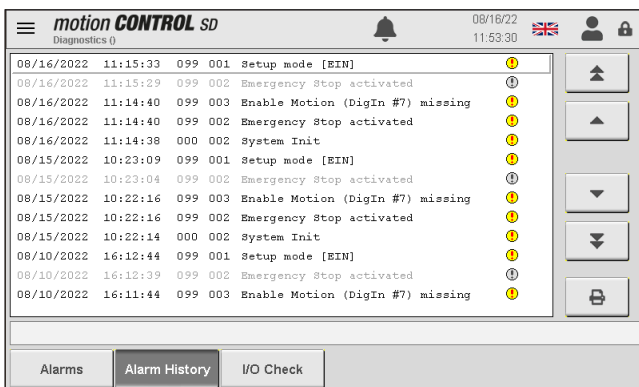 motion CONTROL SD
Diagnostics ()
08/16/22
11:53:30
08/16/2022 11:15:33 099 001 Setup mode [EIN]
08/16/2022 11:15:29 099 002 Emergency Stop activated
08/16/2022 11:14:40 099 003 Enable Motion (DigIn #7) missing
08/16/2022 11:14:40 099 002 Emergency Stop activated
08/16/2022 11:14:38 000 002 System Init
08/15/2022 10:23:09 099 001 Setup mode [EIN]
08/15/2022 10:23:04 099 002 Emergency Stop activated
08/15/2022 10:22:16 099 003 Enable Motion (DigIn #7) missing
08/15/2022 10:22:16 099 002 Emergency Stop activated
08/15/2022 10:22:14 000 002 System Init
08/10/2022 16:12:44 099 001 Setup mode [EIN]
08/10/2022 16:12:39 099 002 Emergency Stop activated
08/10/2022 16:11:44 099 003 Enable Motion (DigIn #7) missing
Alarms Alarm History I/O Check